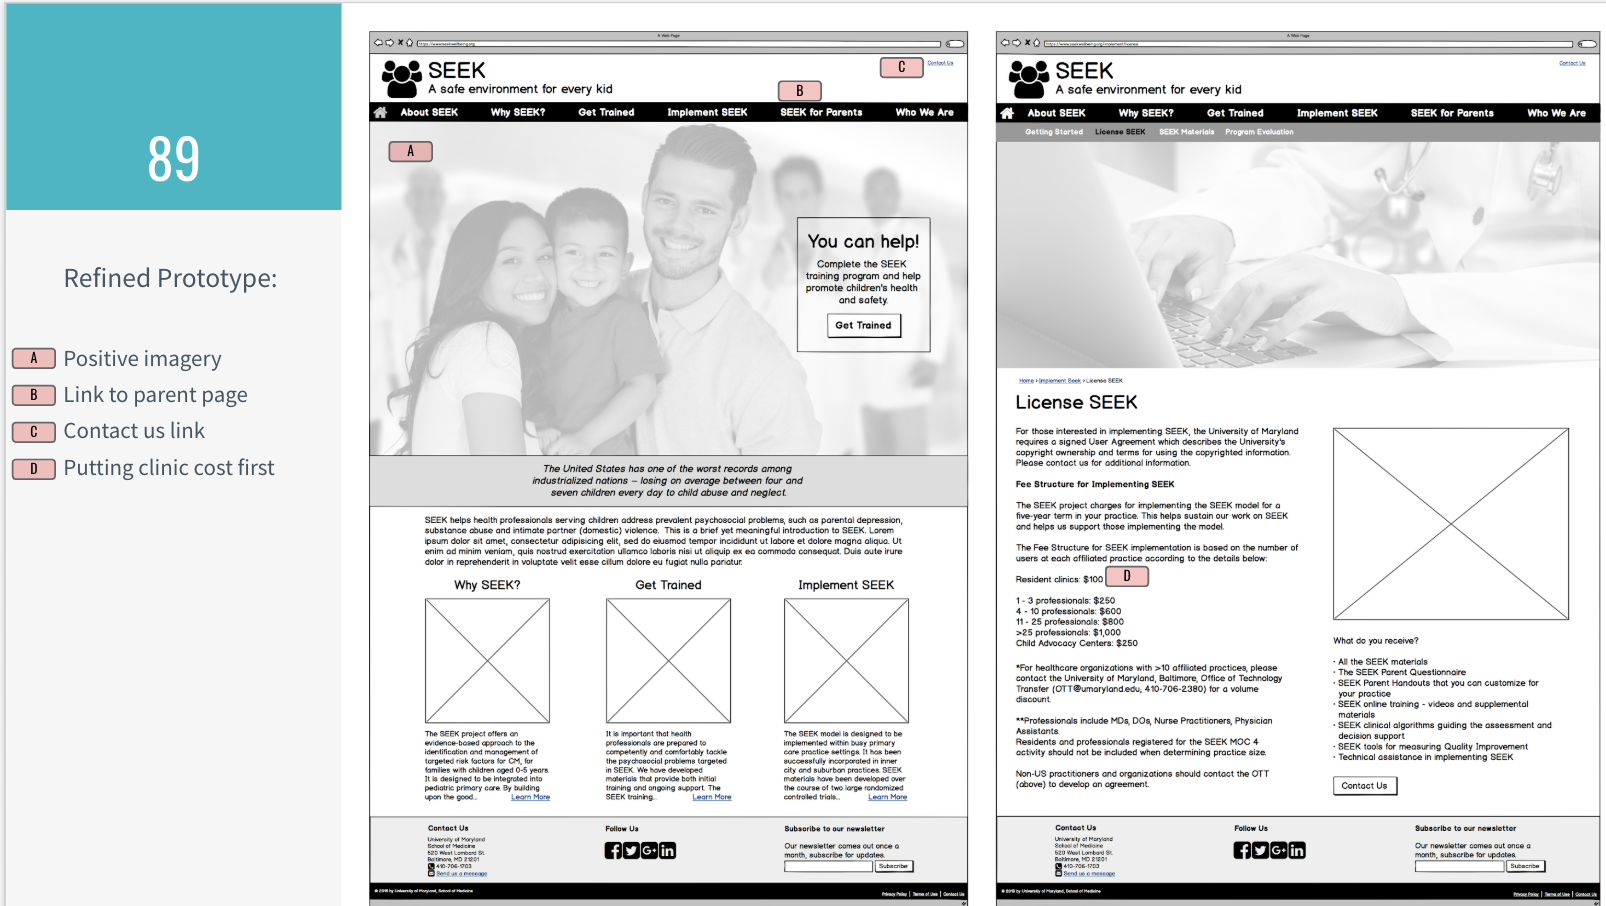 89
Refined Prototype:
A Positive imagery
B Link to parent page
C Contact us link
D Putting clinic cost first
A Web Page
https://www.seekwellbeing.org
SEEK
A safe environment for every kid
C
Contact Us
B
About SEEK Why SEEK? Get Trained Implement SEEK SEEK for Parents Who We Are
A
You can help!
Complete the SEEK
training program and help
promote children's health
and safety.
Get Trained
The United States has one of the worst records among
industrialized nations – losing on average between four and
seven children every day to child abuse and neglect.
SEEK helps health professionals serving children address prevalent psychosocial problems, such as parental depression,
substance abuse and intimate partner (domestic) violence. This is a brief yet meaningful introduction to SEEK. Lorem
ipsum dolor sit amet, consectetur adipisicing elit, sed do eiusmod tempor incididunt ut labore et dolore magna aliqua. Ut
enim ad minim veniam, quis nostrud exercitation ullamco laboris nisi ut aliquip ex ea commodo consequat. Duis aute irure
dolor in reprehenderit in voluptate velit esse cillum dolore eu fugiat nulla pariatur.
Why SEEK?
The SEEK project offers an
evidence-based approach to the
identification and management of
targeted risk factors for CM, for
families with children aged 0-5 years.
It is designed to be integrated into
pediatric primary care. By building
upon the good... Learn More
Get Trained
It is important that health
professionals are prepared to
competently and comfortably tackle
the psychosocial problems targeted
in SEEK. We have developed
materials that provide both initial
training and ongoing support. The
SEEK training... Learn More
Implement SEEK
The SEEK model is designed to be
implemented within busy primary
care practice settings. It has been
successfully incorporated in inner
city and suburban practices. SEEK
materials have been developed over
the course of two large randomized
controlled trials... Learn More
Contact Us
University of Maryland
School of Medicine
520 West Lombard St.
Baltimore, MD 21201
410-706-1703
Send us a message
Follow Us
Subscribe to our newsletter
Our newsletter comes out once a
month, subscribe for updates.
Subscribe
© 2018 by University of Maryland, School of Medicine
Privacy Policy | Terms of Use | Contact Us
A Web Page
https://www.seekwellbeing.org/implement/license
SEEK
A safe environment for every kid
Contact Us
About SEEK Why SEEK? Get Trained Implement SEEK SEEK for Parents Who We Are
Getting Started License SEEK SEEK Materials Program Evaluation
Home > Implement Seek > License SEEK
License SEEK
For those interested in implementing SEEK, the University of Maryland
requires a signed User Agreement which describes the University's
copyright ownership and terms for using the copyrighted information.
Please contact us for additional information.
Fee Structure for Implementing SEEK
The SEEK project charges for implementing the SEEK model for a
five-year term in your practice. This helps sustain our work on SEEK
and helps us support those implementing the model.
The Fee Structure for SEEK implementation is based on the number of
users at each affiliated practice according to the details below:
Resident clinics: $100 D
1 - 3 professionals: $250
4 - 10 professionals: $600
11 - 25 professionals: $800
>25 professionals: $1,000
Child Advocacy Centers: $250
*For healthcare organizations with >10 affiliated practices, please
contact the University of Maryland, Baltimore, Office of Technology
Transfer (OTT@umaryland.edu; 410-706-2380) for a volume
discount.
**Professionals include MDs, DOs, Nurse Practitioners, Physician
Assistants.
Residents and professionals registered for the SEEK MOC 4
activity should not be included when determining practice size.
Non-US practitioners and organizations should contact the OTT
(above) to develop an agreement.
What do you receive?
• All the SEEK materials
• The SEEK Parent Questionnaire
• SEEK Parent Handouts that you can customize for
your practice
• SEEK online training - videos and supplemental
materials
• SEEK clinical algorithms guiding the assessment and
decision support
• SEEK tools for measuring Quality Improvement
• Technical assistance in implementing SEEK
Contact Us
Contact Us
University of Maryland
School of Medicine
520 West Lombard St.
Baltimore, MD 21201
410-706-1703
Send us a message
Follow Us
Subscribe to our newsletter
Our newsletter comes out once a
month, subscribe for updates.
Subscribe
© 2018 by University of Maryland, School of Medicine
Privacy Policy | Terms of Use | Contact Us